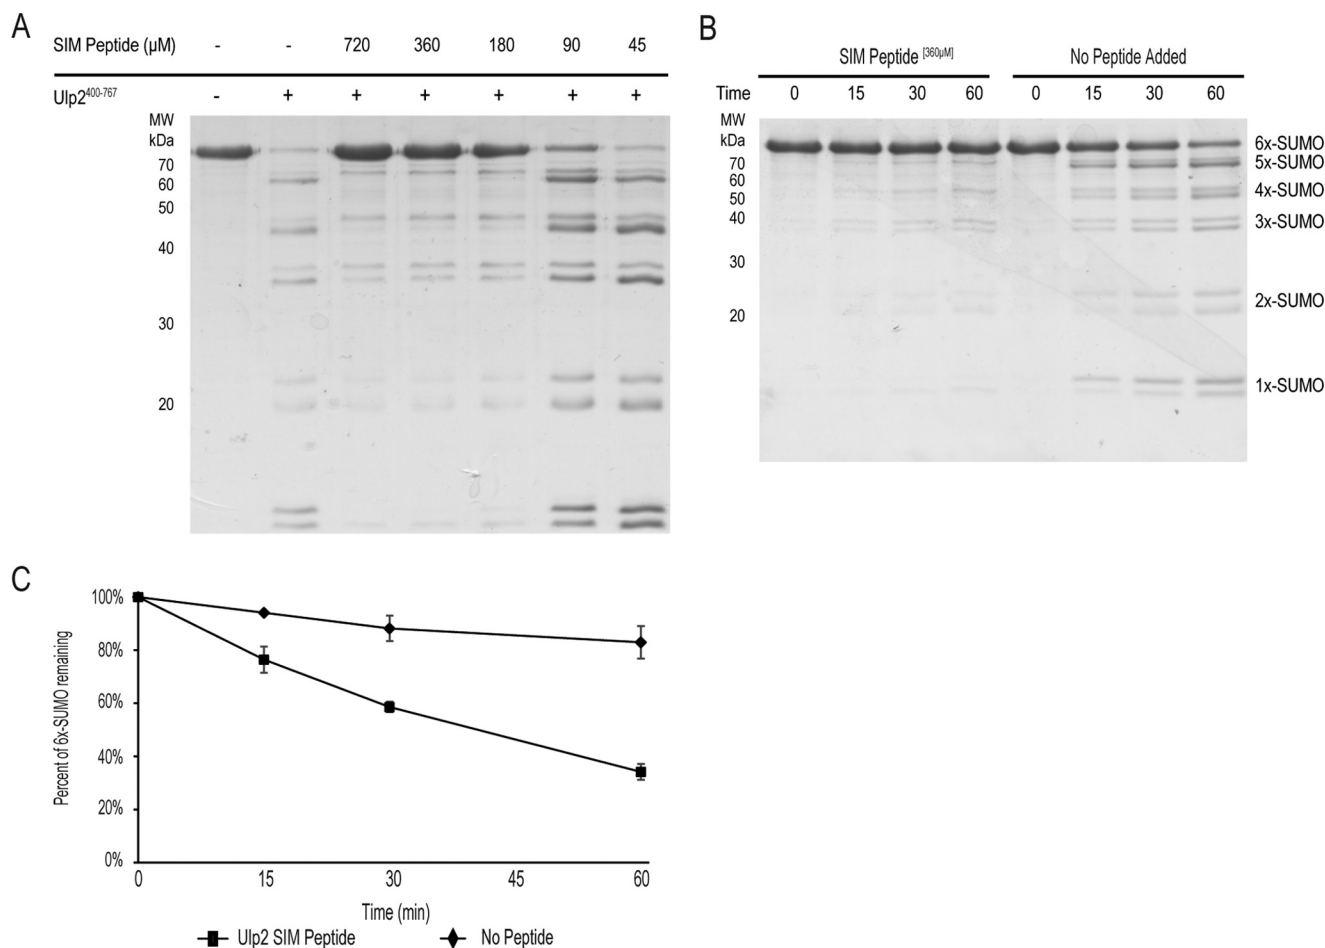 A
SIM Peptide (µM) - - 720 360 180 90 45
Ulp2400-767 - + + + + + +
MW
kDa
70
60
50
40
30
20
B
SIM Peptide [360µM] No Peptide Added
Time 0 15 30 60 0 15 30 60
MW
kDa
70
60
50
40
30
20
6x-SUMO
5x-SUMO
4x-SUMO
3x-SUMO
2x-SUMO
1x-SUMO
C
Percent of 6x-SUMO remaining
100%
80%
60%
40%
20%
0%
0 15 30 45 60
Time (min)
Ulp2 SIM Peptide No Peptide